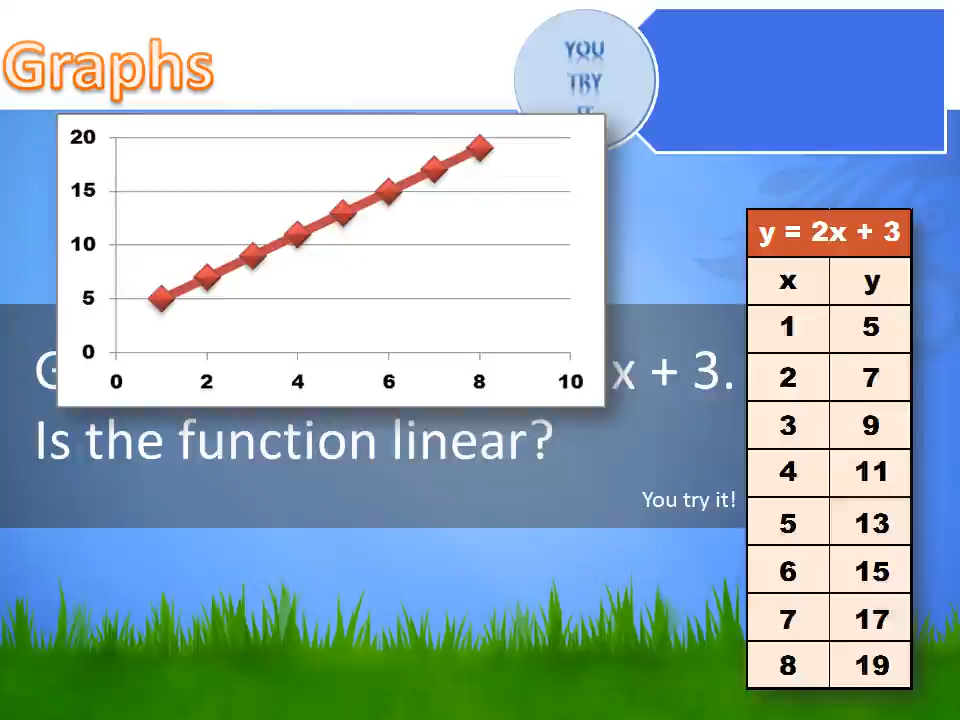 Graphs
YOU
TRY
IT
20
15
10
5
0
0 2 4 6 8 10
G x + 3.
Is the function linear?
You try it!
y = 2x + 3
x y
1 5
2 7
3 9
4 11
5 13
6 15
7 17
8 19